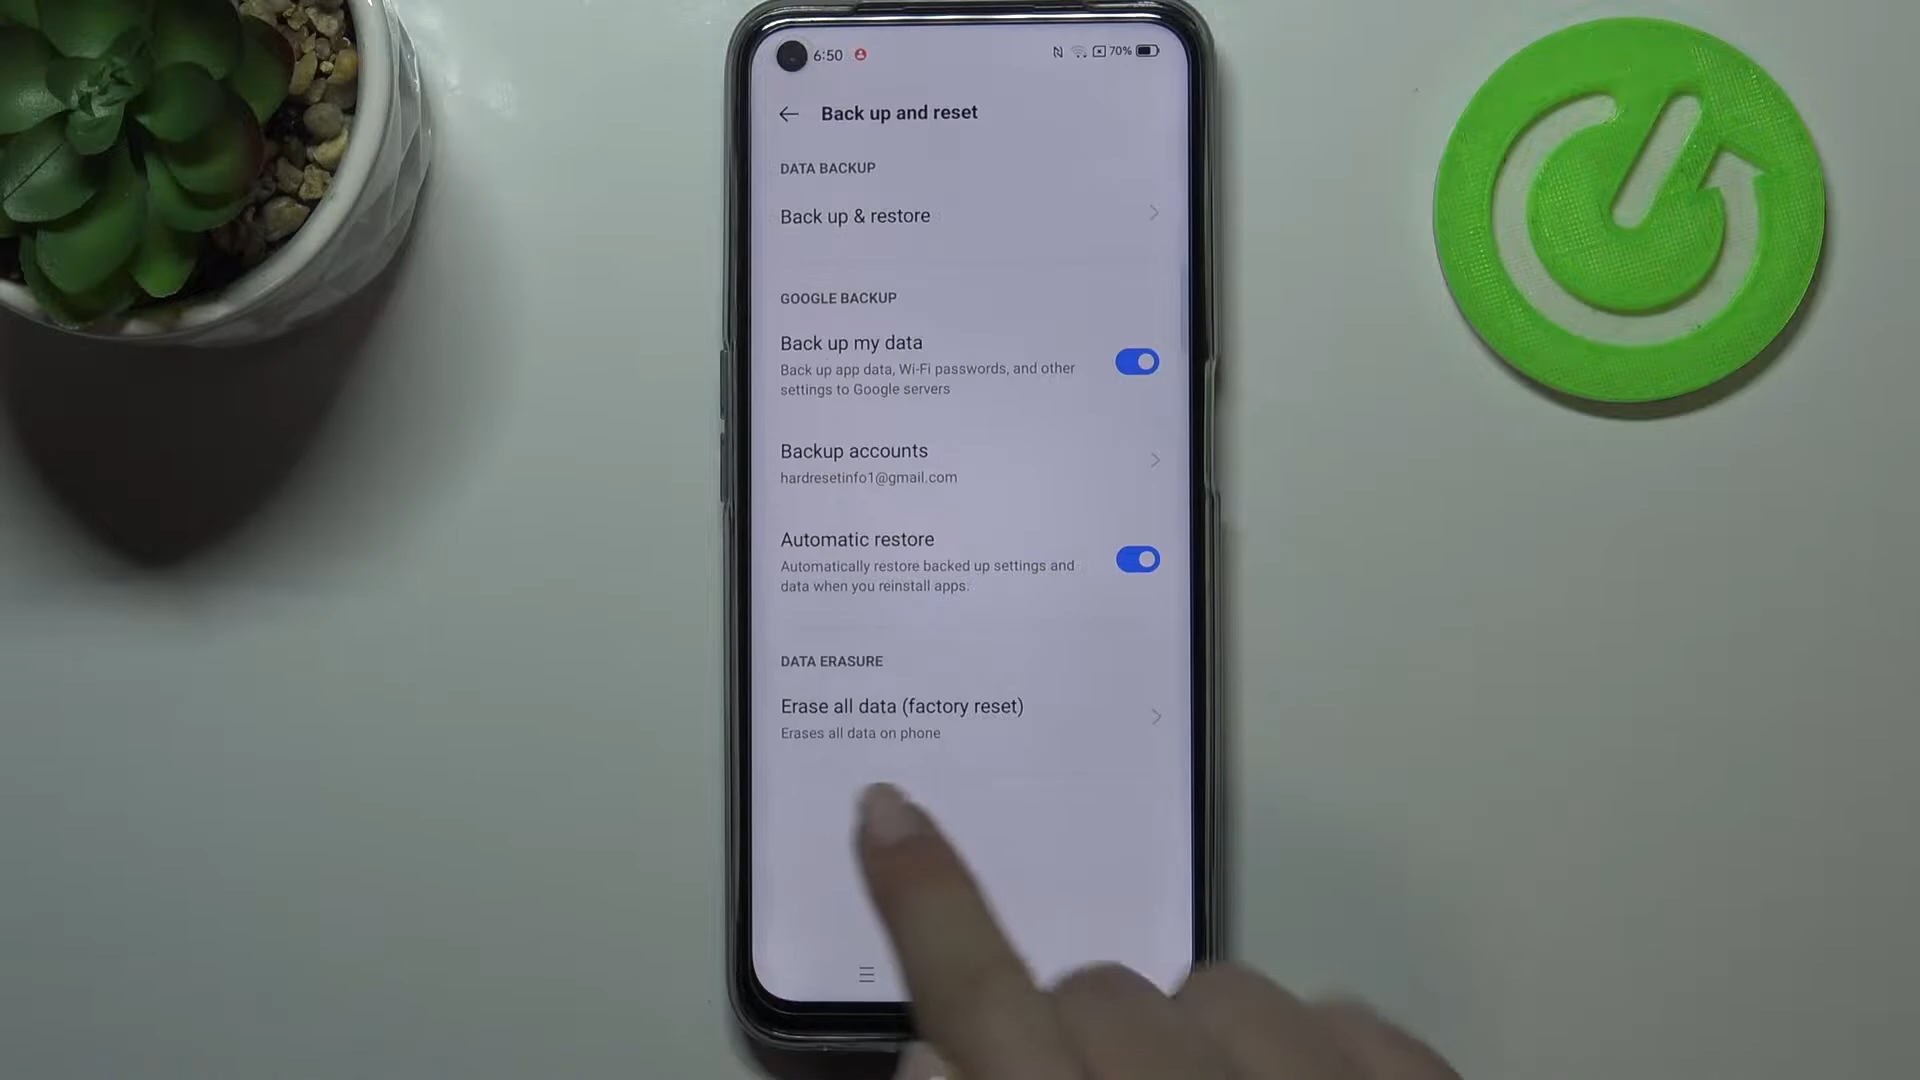 6:50
70%
Back up and reset
DATA BACKUP
Back up & restore
GOOGLE BACKUP
Back up my data
Back up app data, Wi-Fi passwords, and other
settings to Google servers
Backup accounts
hardresetinfo1@gmail.com
Automatic restore
Automatically restore backed up settings and
data when you reinstall apps.
DATA ERASURE
Erase all data (factory reset)
Erases all data on phone